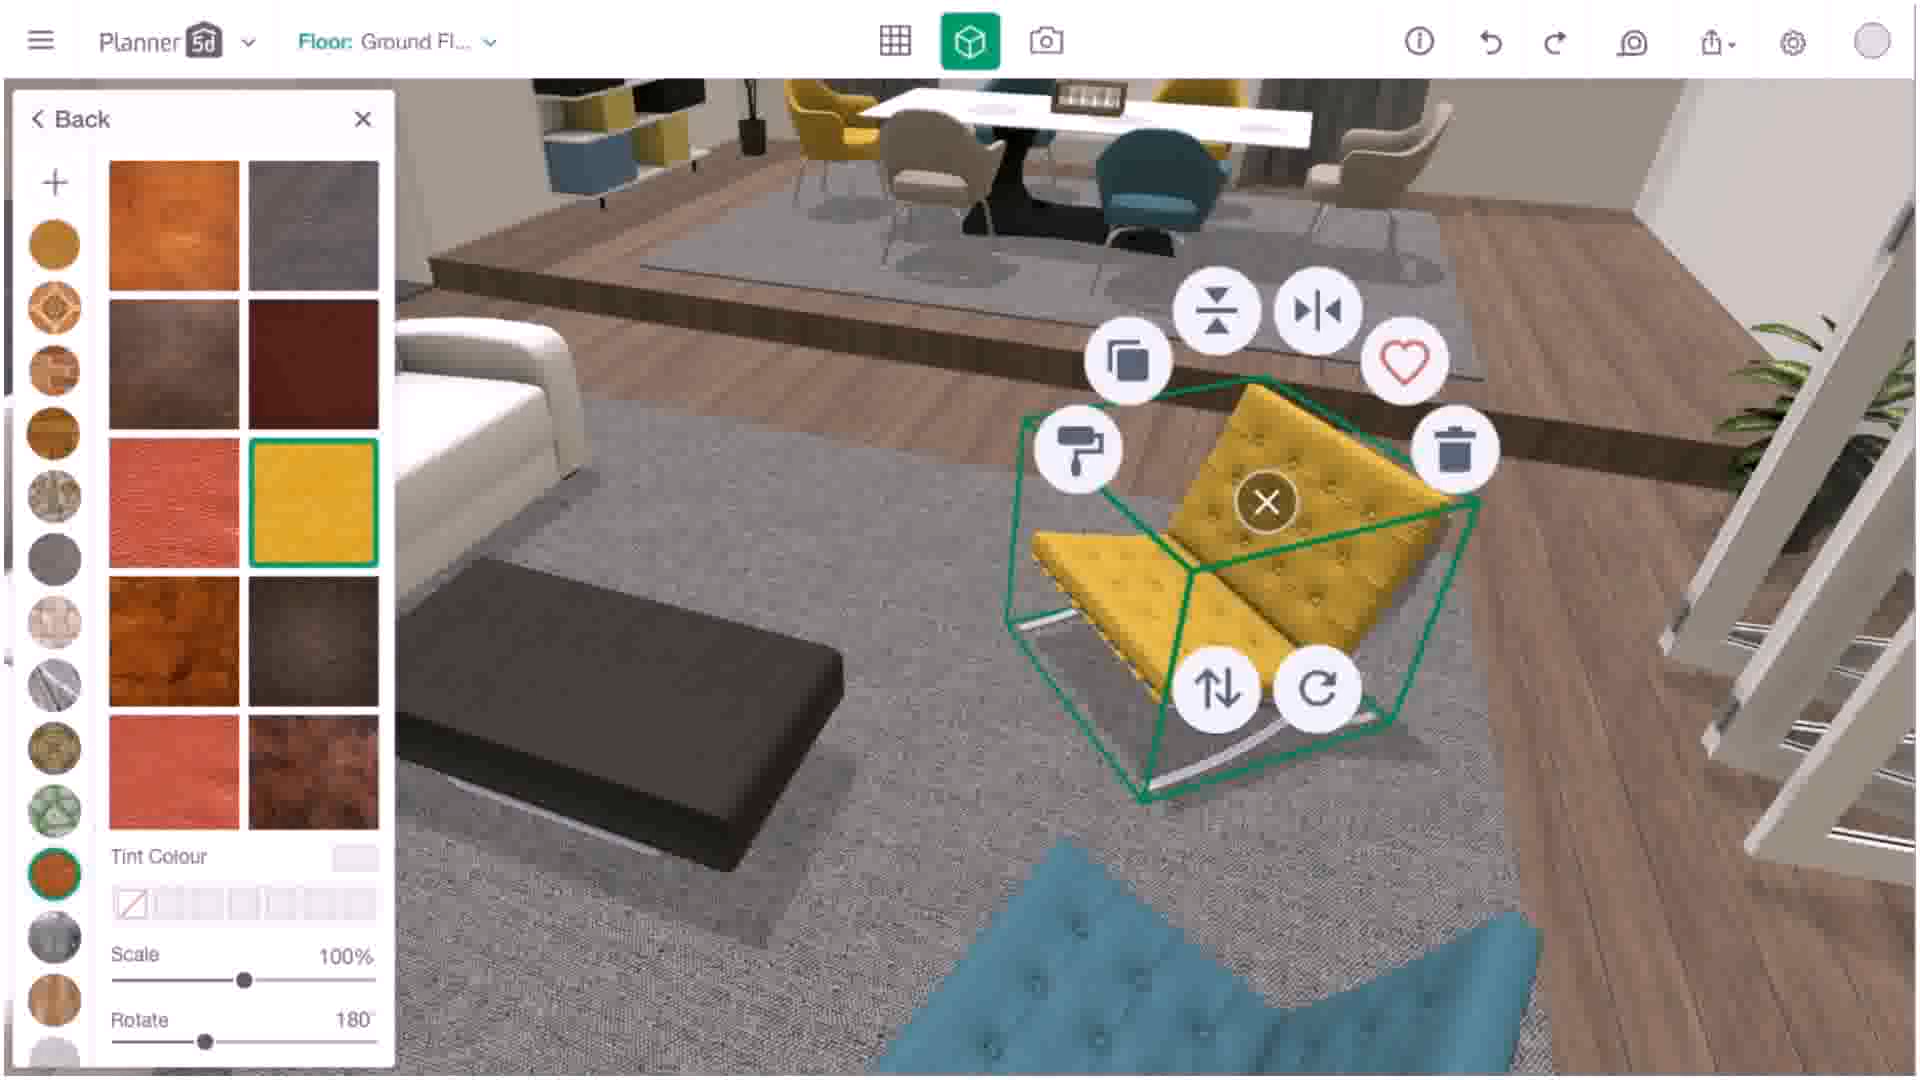 Planner 5d
Floor: Ground Fl...
Back
Tint Colour
Scale 100%
Rotate 180°